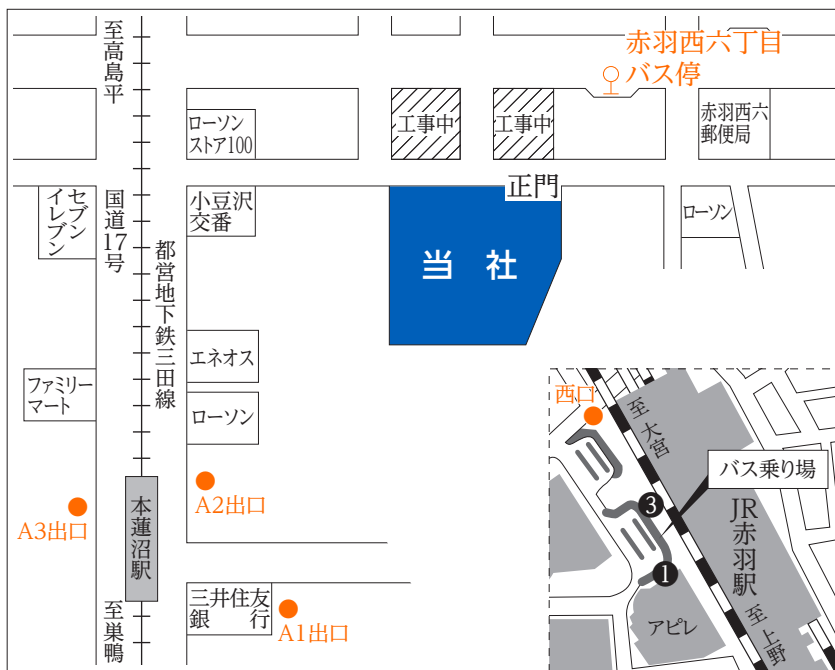 至高島平
赤羽西六丁目
バス停
ローソン
ストア100
工事中
工事中
赤羽西六
郵便局
セブン
イレブン
国道17号
小豆沢
交番
正門
ローソン
当 社
都営地下鉄三田線
エネオス
ファミリー
マート
ローソン
A2出口
A3出口
本蓮沼駅
三井住友
銀行
A1出口
至巣鴨
西口
至大宮
バス乗り場
3
JR赤羽駅
1
アピレ
至上野